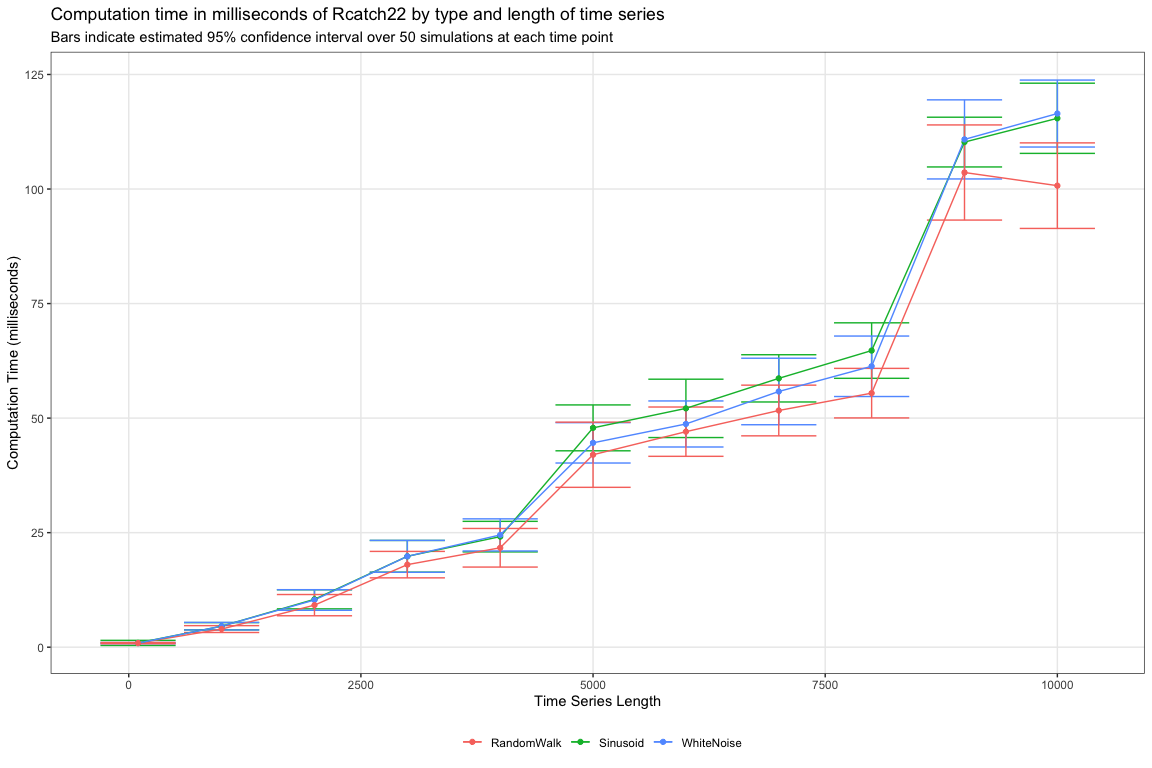 Computation time in milliseconds of Rcatch22 by type and length of time series
Bars indicate estimated 95% confidence interval over 50 simulations at each time point
Computation Time (milliseconds)
125
100
75
50
25
0
0 2500 5000 7500 10000
Time Series Length
RandomWalk Sinusoid WhiteNoise